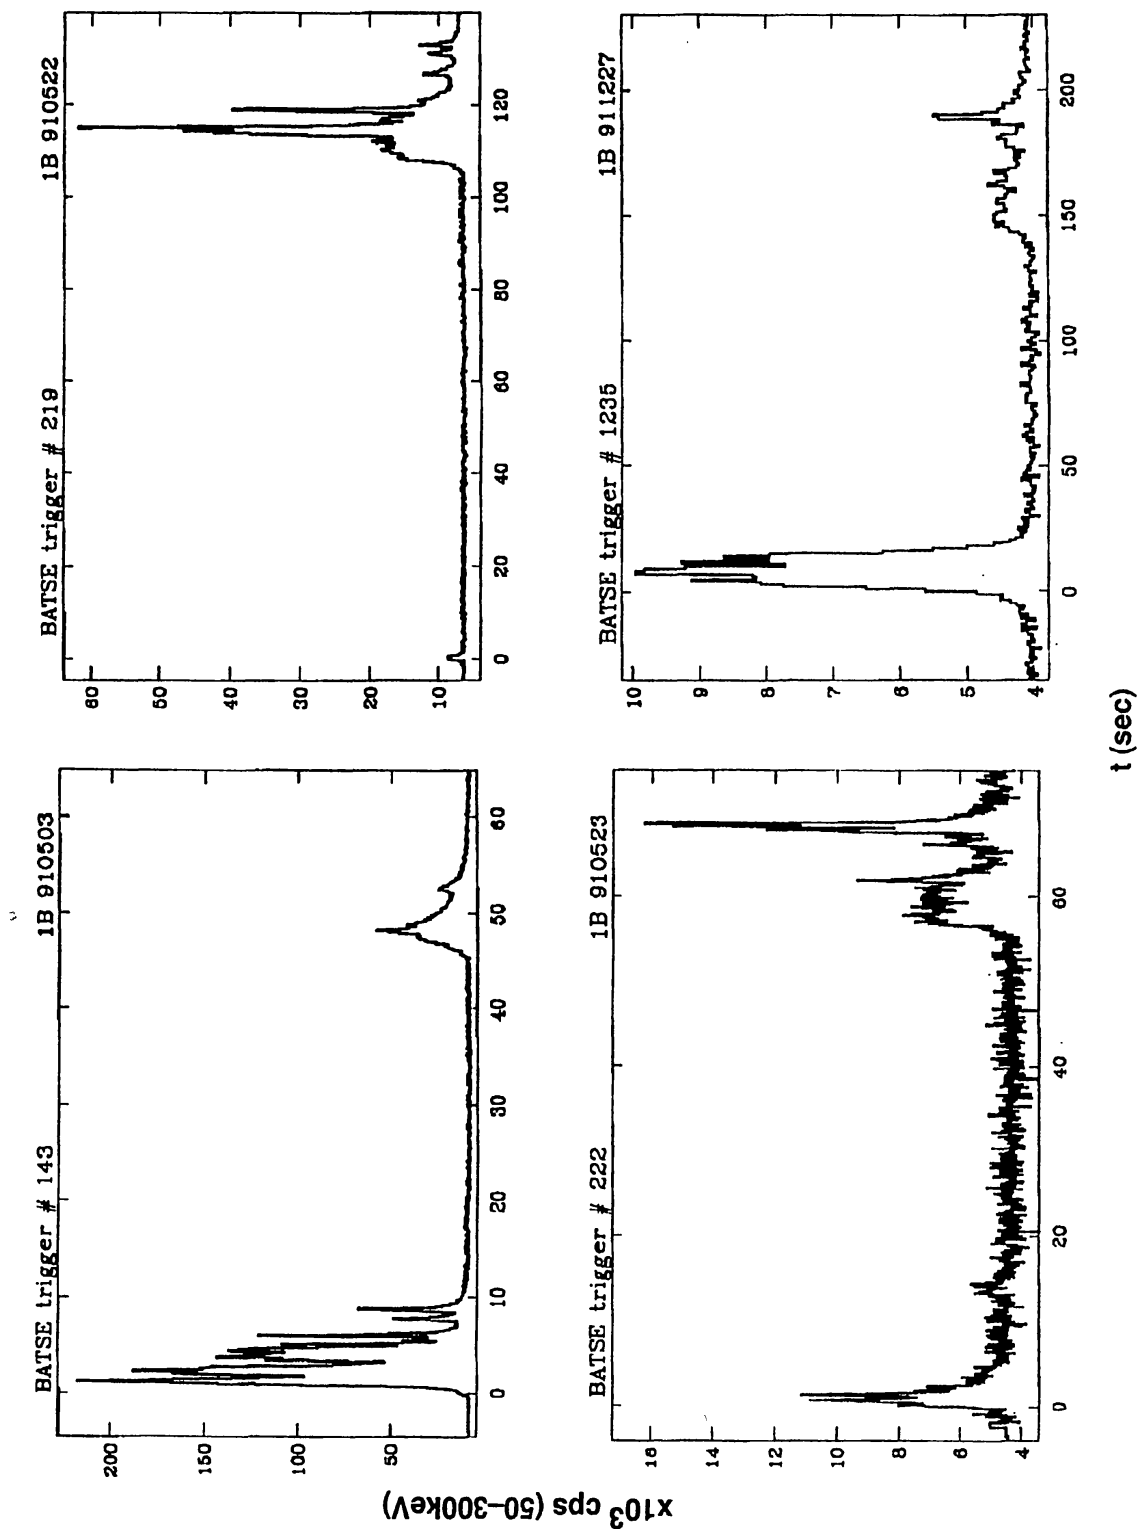 BATSE trigger # 143 1B 910503
200
150
100
50
0 10 20 30 40 50 60
BATSE trigger # 219 1B 910522
60
50
40
30
20
10
0 20 40 60 80 100 120
x10³ cps (50–300keV)
BATSE trigger # 222 1B 910523
16
14
12
10
8
6
4
0 20 40 60
BATSE trigger # 1235 1B 911227
10
9
8
7
6
5
4
0 50 100 150 200
t (sec)